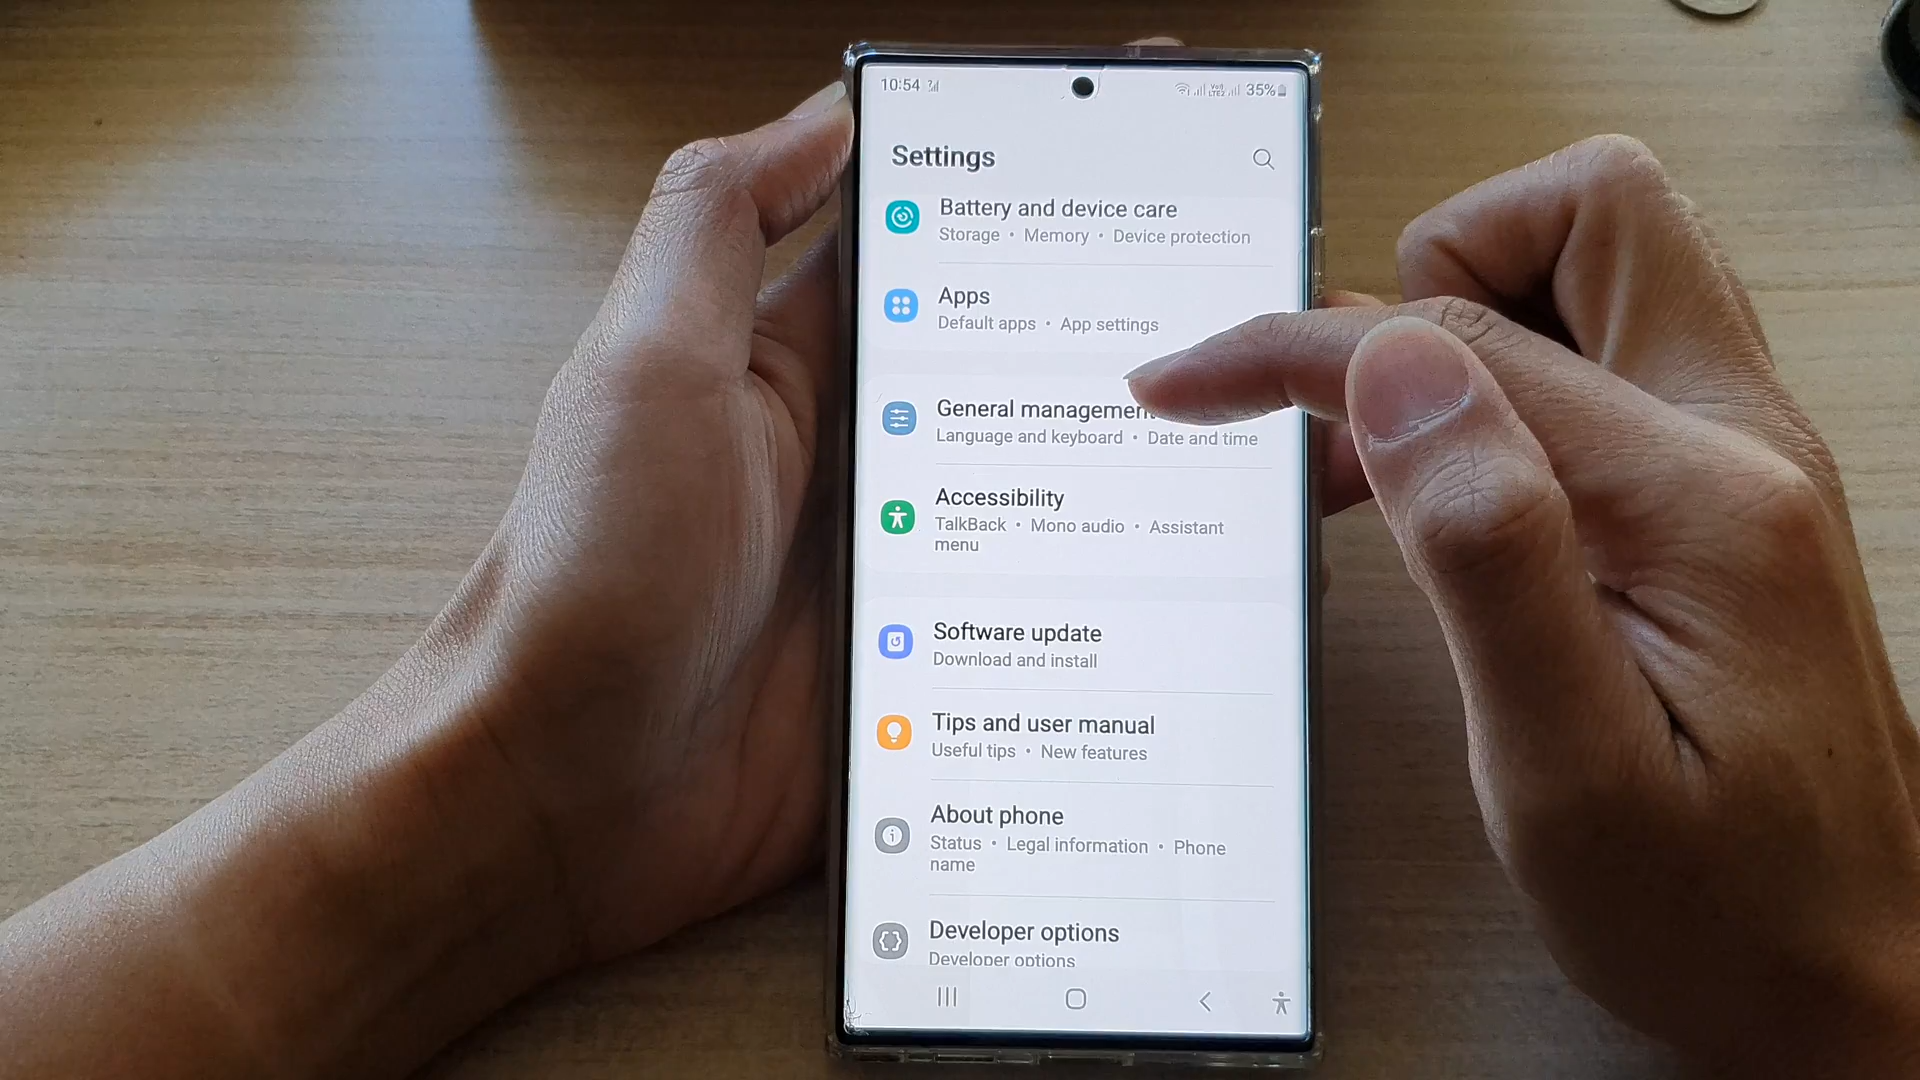 10:54
VoB LTE2 35%
Settings
Battery and device care
Storage • Memory • Device protection
Apps
Default apps • App settings
General managemen
Language and keyboard • Date and time
Accessibility
TalkBack • Mono audio • Assistant
menu
Software update
Download and install
Tips and user manual
Useful tips • New features
About phone
Status • Legal information • Phone
name
Developer options
Developer options